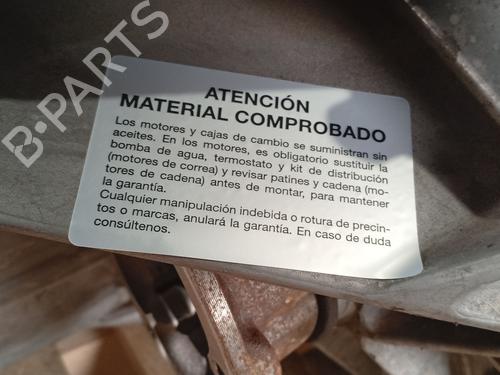 B-PARTS
ATENCIÓN
MATERIAL COMPROBADO
Los motores y cajas de cambio se suministran sin
aceites. En los motores, es obligatorio sustituir la
bomba de agua, termostato y kit de distribución
(motores de correa) y revisar patines y cadena (mo-
tores de cadena) antes de montar, para mantener
la garantía.
Cualquier manipulación indebida o rotura de precin-
tos o marcas, anulará la garantía. En caso de duda
consúltenos.